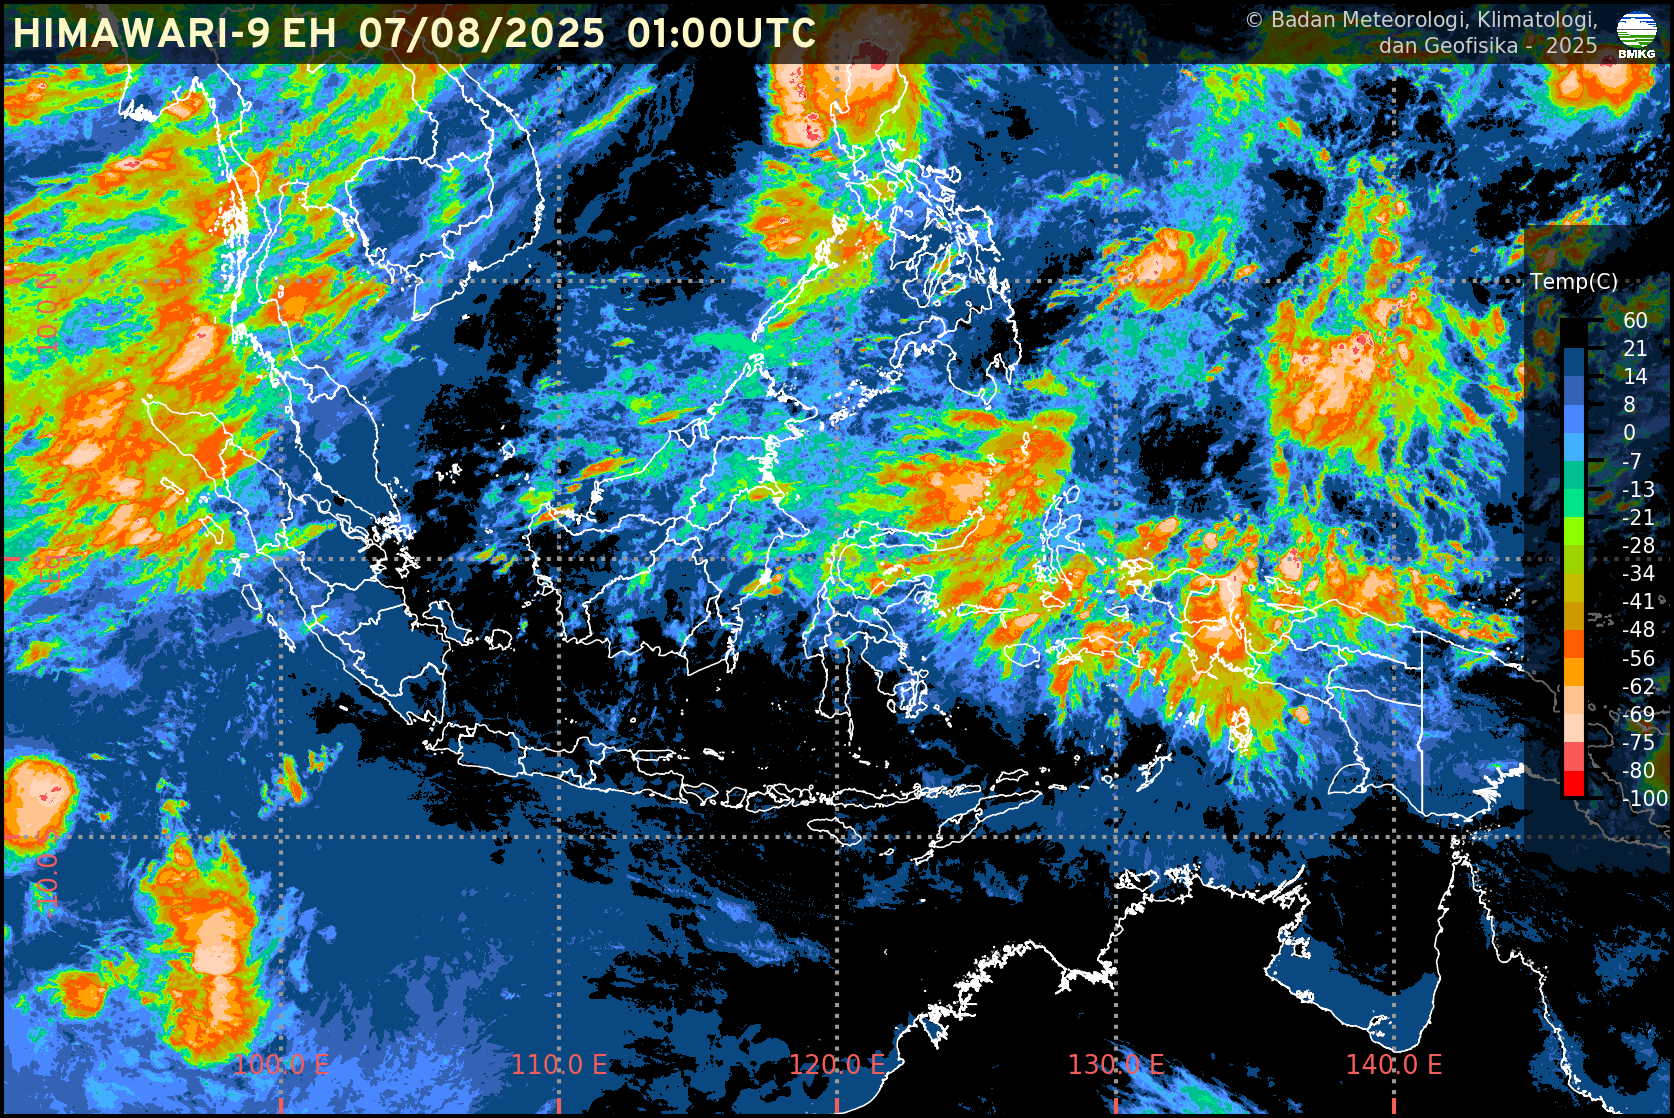 HIMAWARI-9 EH 07/08/2025 01:00UTC
© Badan Meteorologi, Klimatologi,
dan Geofisika - 2025
BMKG
Temp(C)
60
21
14
8
0
-7
-13
-21
-28
-34
-41
-48
-56
-62
-69
-75
-80
-100
10.0 N
-10.0
100.0 E
110.0 E
120.0 E
130.0 E
140.0 E